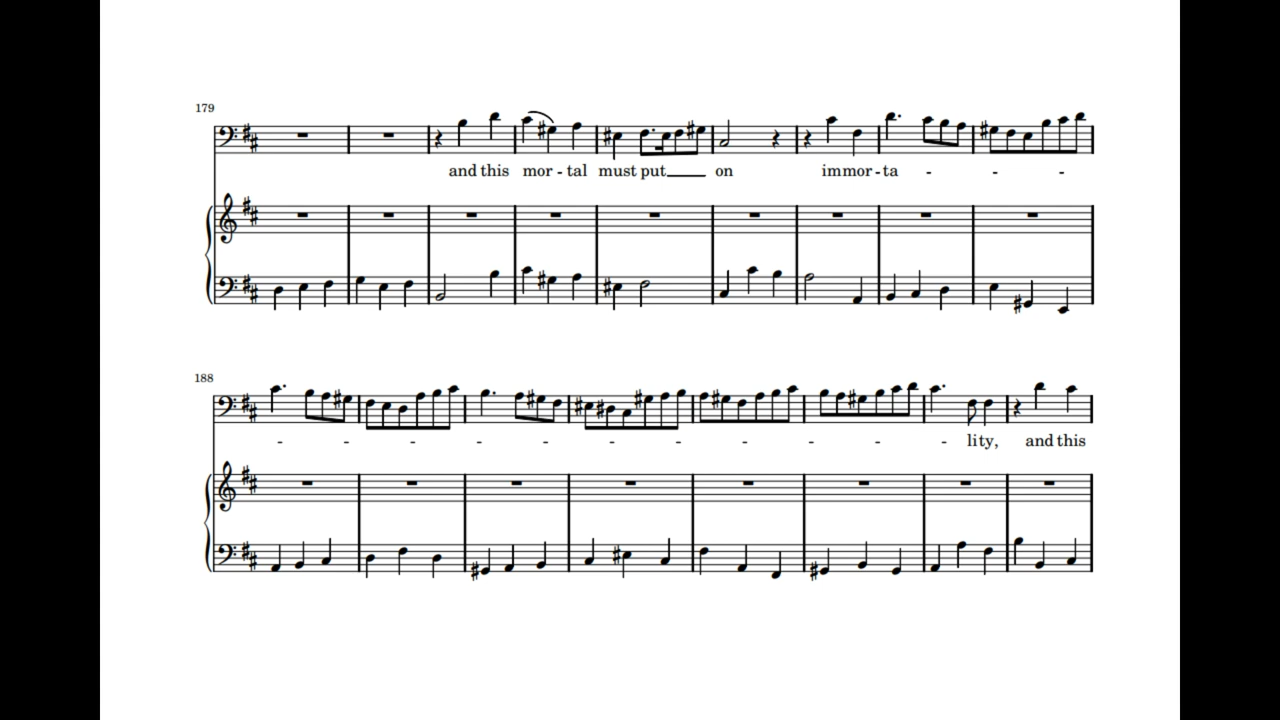 179
and this mor - tal must put on immor - ta - - -
188
- - - - - - - - - - - lity, and this